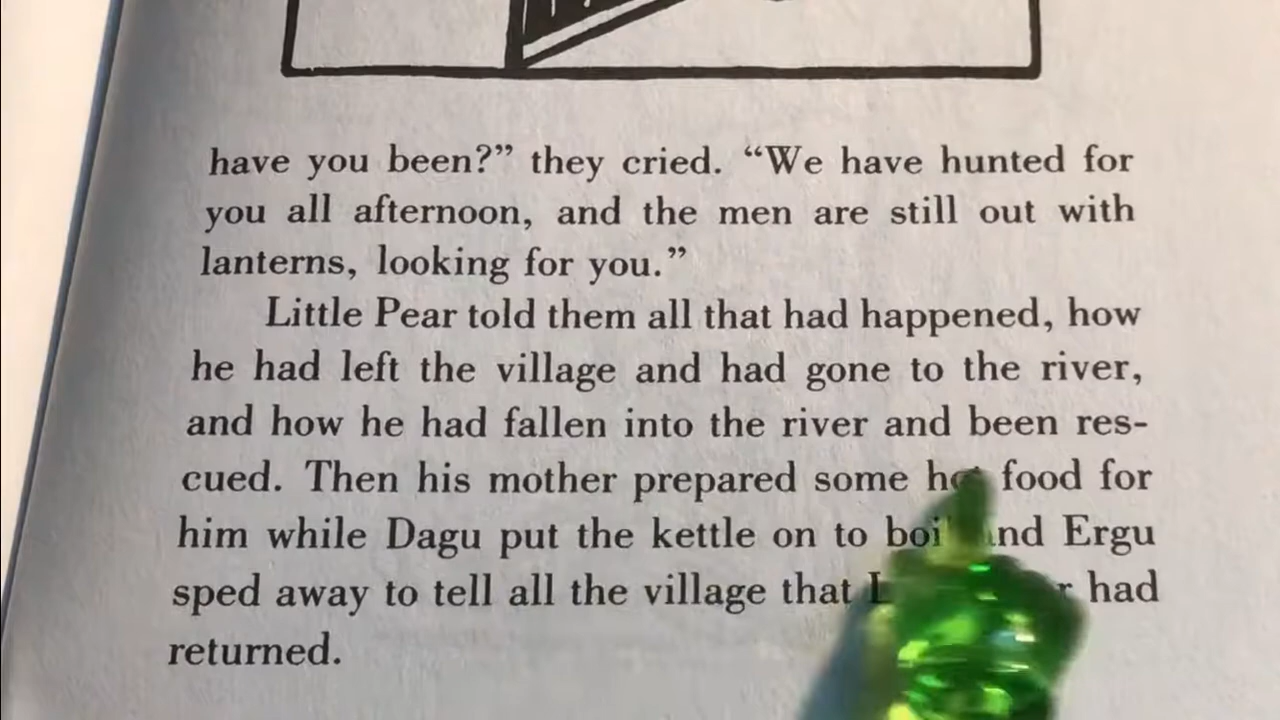 have you been?” they cried. “We have hunted for
you all afternoon, and the men are still out with
lanterns, looking for you.”
Little Pear told them all that had happened, how
he had left the village and had gone to the river,
and how he had fallen into the river and been res-
cued. Then his mother prepared some hot food for
him while Dagu put the kettle on to boil and Ergu
sped away to tell all the village that had
returned.